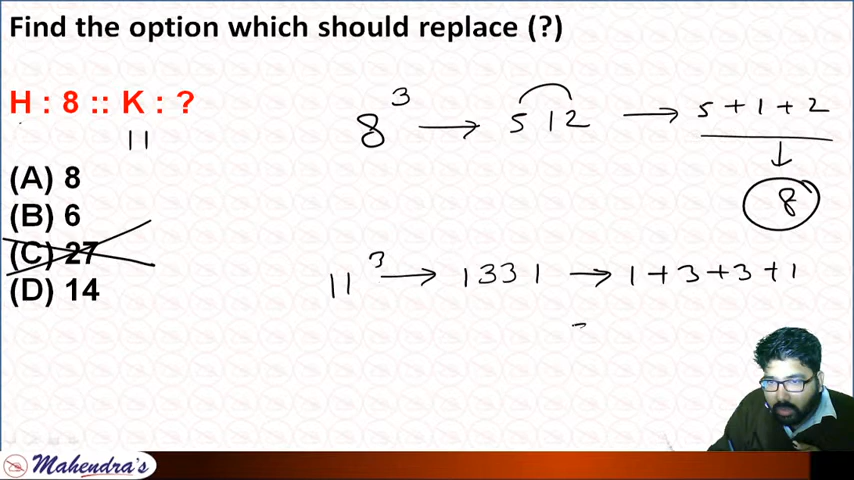 Find the option which should replace (?)
H : 8 :: K : ?
11
(A) 8
(B) 6
(C) 27
(D) 14
8³ → 512 → 5+1+2
↓
8
11³ → 1331 → 1+3+3+1
Mahendra's